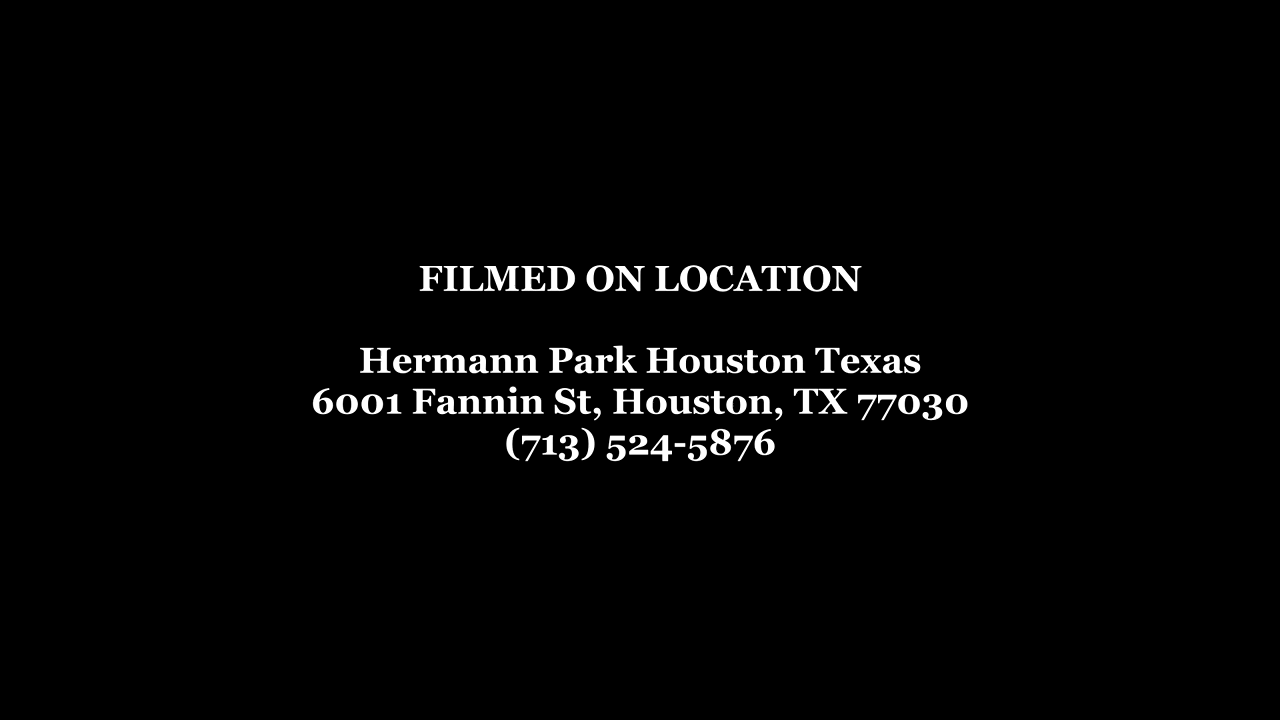 FILMED ON LOCATION
Hermann Park Houston Texas
6001 Fannin St, Houston, TX 77030
(713) 524-5876